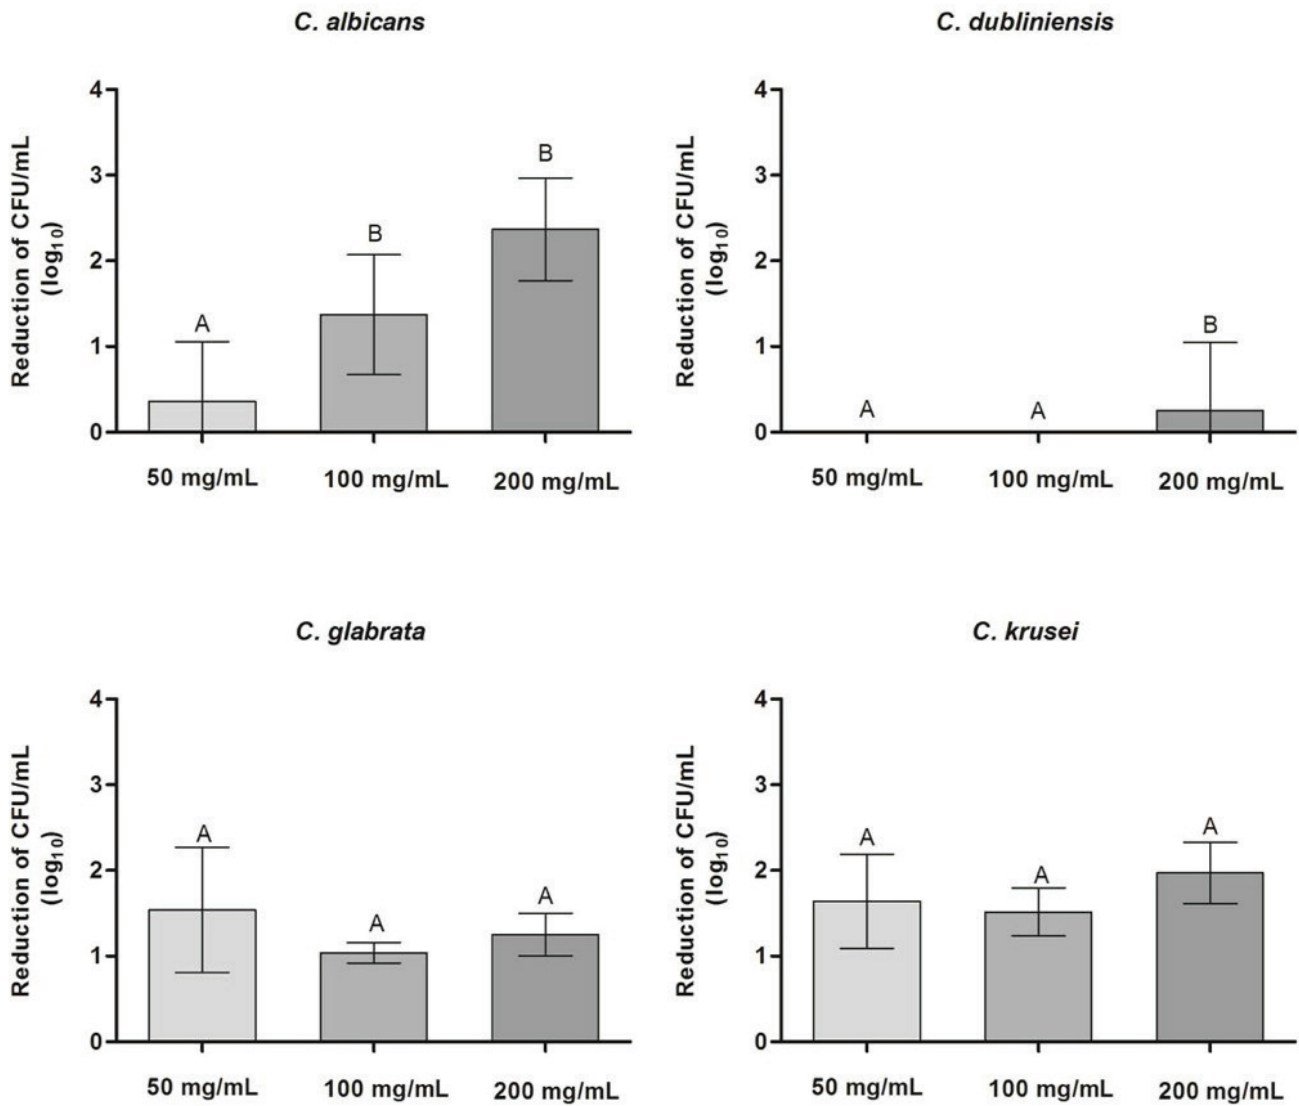 C. albicans
Reduction of CFU/mL
(log10)
4
3
2
1
0
A
B
B
50 mg/mL
100 mg/mL
200 mg/mL
C. dubliniensis
Reduction of CFU/mL
(log10)
4
3
2
1
0
A
A
B
50 mg/mL
100 mg/mL
200 mg/mL
C. glabrata
Reduction of CFU/mL
(log10)
4
3
2
1
0
A
A
A
50 mg/mL
100 mg/mL
200 mg/mL
C. krusei
Reduction of CFU/mL
(log10)
4
3
2
1
0
A
A
A
50 mg/mL
100 mg/mL
200 mg/mL